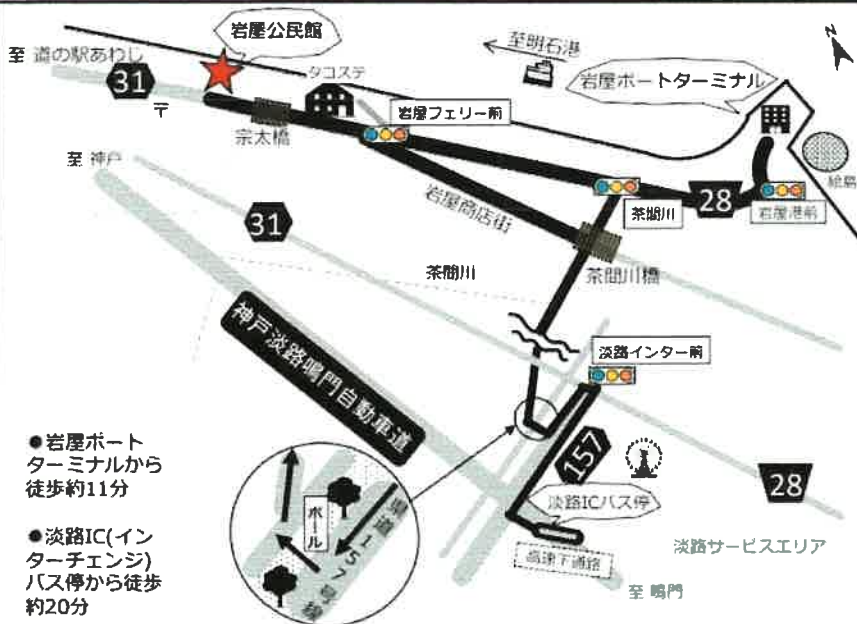 岩屋公民館
至 道の駅あわじ
31
〒
タコステ
至明石港
岩屋ポートターミナル
宗太橋
岩屋フェリー前
至 神戸
31
岩屋商店街
茶間川
28
岩屋港前
絵島
茶間川
茶間川橋
神戸淡路鳴門自動車道
淡路インター前
157
28
淡路ICバス停
高速下通路
淡路サービスエリア
至 鳴門
●岩屋ポート
ターミナルから
徒歩約11分
●淡路IC(イン
ターチェンジ)
バス停から徒歩
約20分
ポール
県道157号線
N